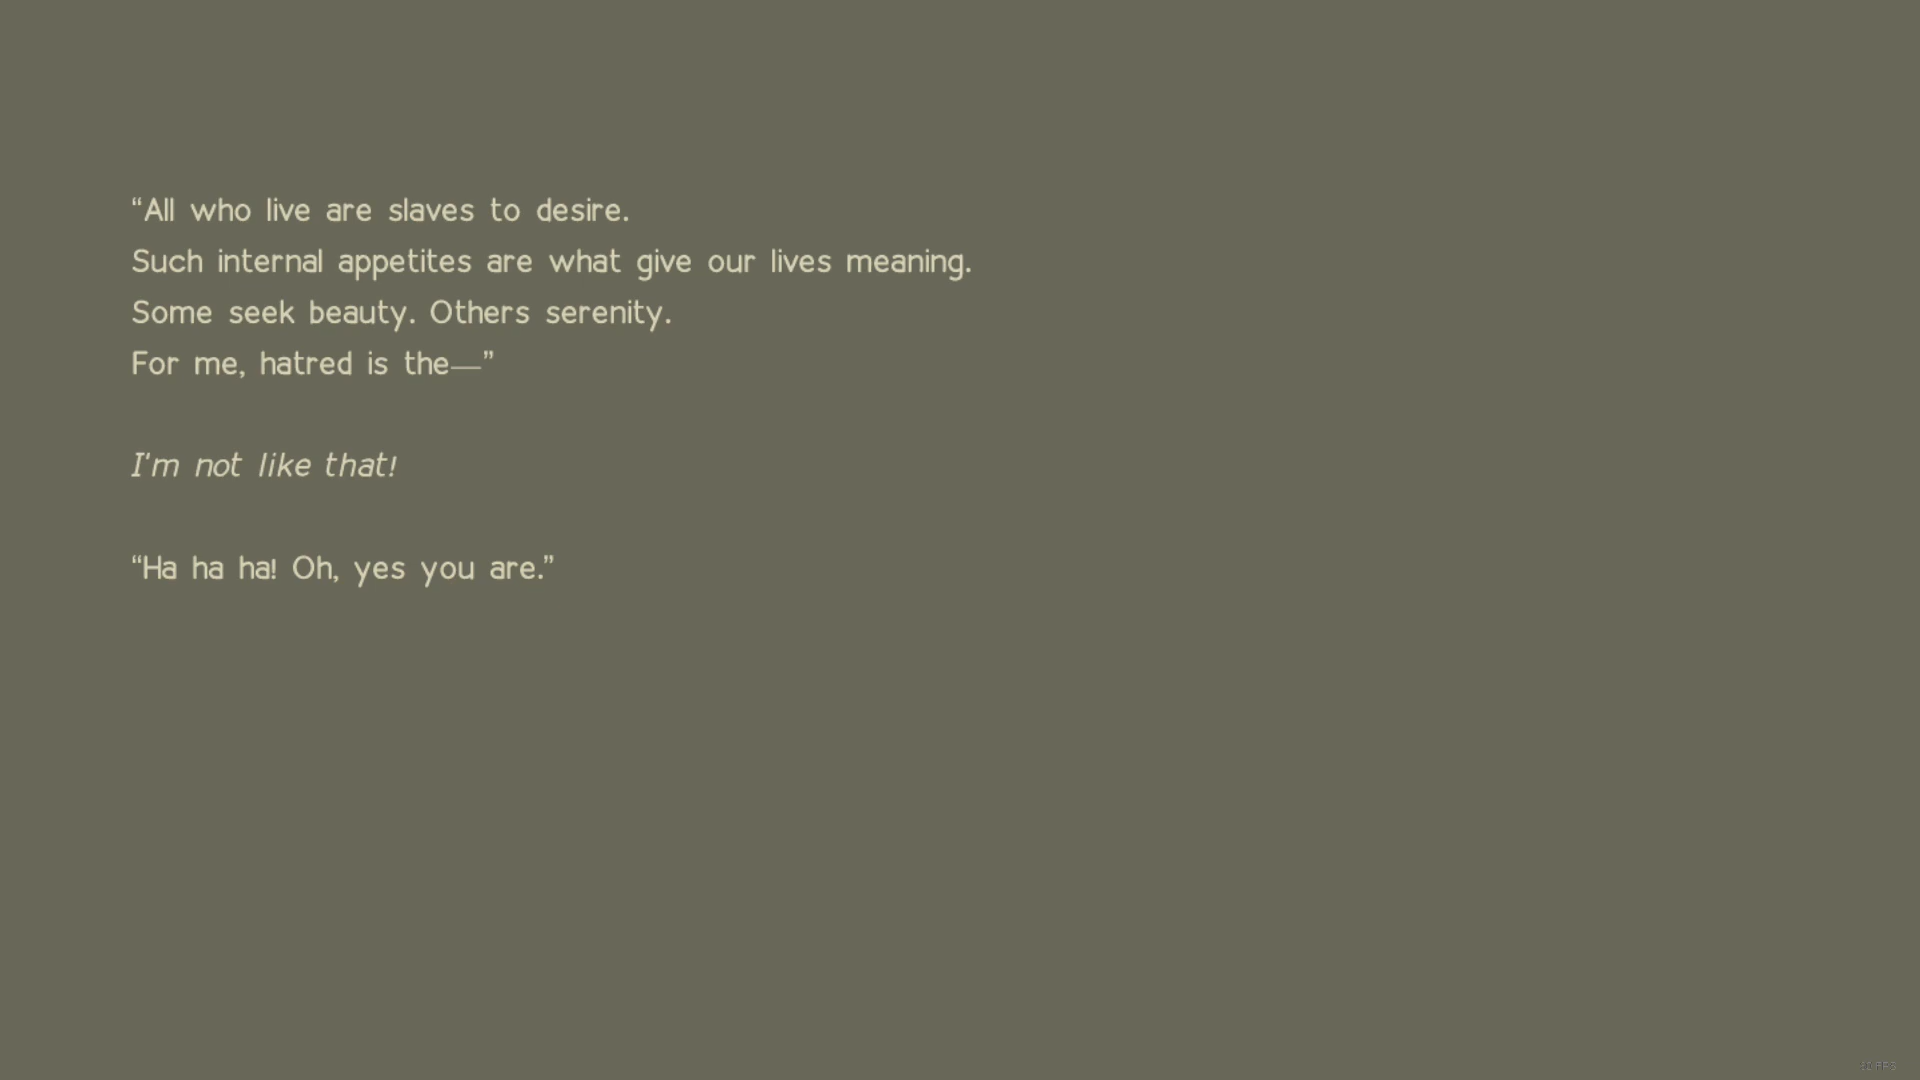 “All who live are slaves to desire.
Such internal appetites are what give our lives meaning.
Some seek beauty. Others serenity.
For me, hatred is the—”
I'm not like that!
“Ha ha ha! Oh, yes you are.”